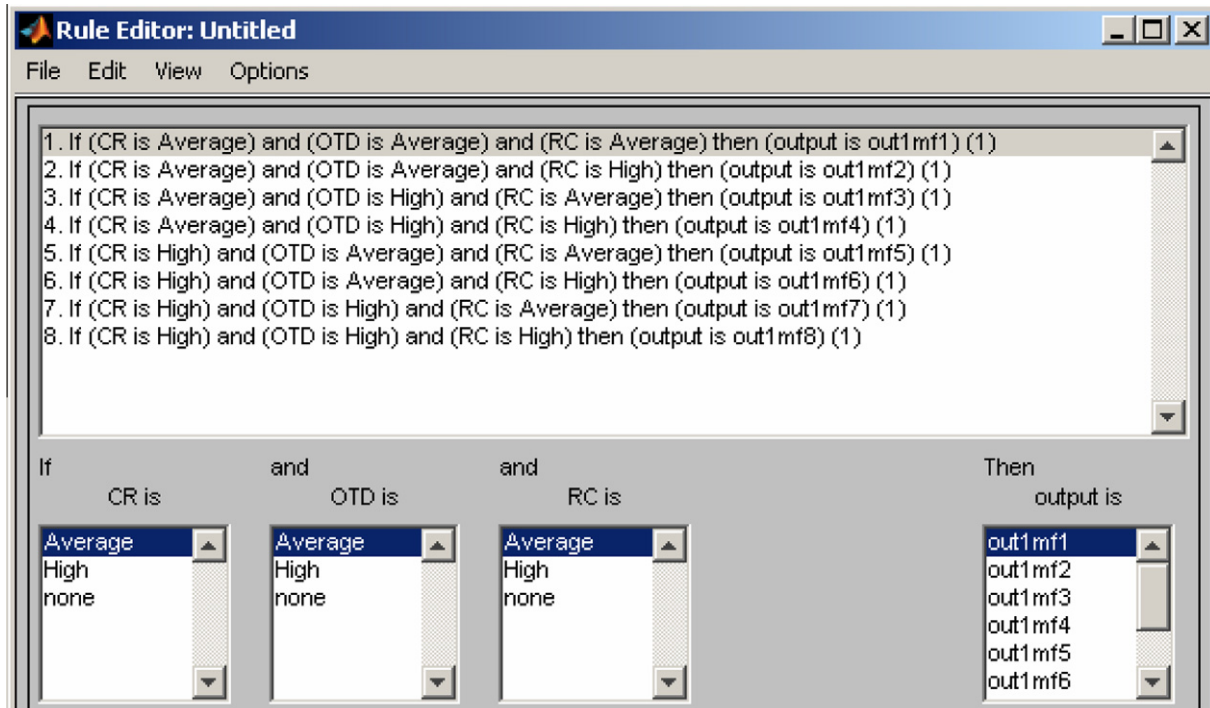 Rule Editor: Untitled
File Edit View Options
1. If (CR is Average) and (OTD is Average) and (RC is Average) then (output is out1mf1) (1)
2. If (CR is Average) and (OTD is Average) and (RC is High) then (output is out1mf2) (1)
3. If (CR is Average) and (OTD is High) and (RC is Average) then (output is out1mf3) (1)
4. If (CR is Average) and (OTD is High) and (RC is High) then (output is out1mf4) (1)
5. If (CR is High) and (OTD is Average) and (RC is Average) then (output is out1mf5) (1)
6. If (CR is High) and (OTD is Average) and (RC is High) then (output is out1mf6) (1)
7. If (CR is High) and (OTD is High) and (RC is Average) then (output is out1mf7) (1)
8. If (CR is High) and (OTD is High) and (RC is High) then (output is out1mf8) (1)
If and and Then
CR is OTD is RC is output is
Average Average Average out1mf1
High High High out1mf2
none none none out1mf3
out1mf4
out1mf5
out1mf6